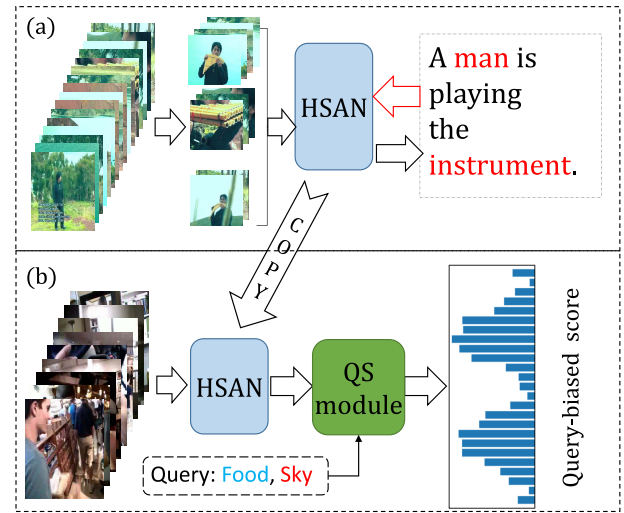 (a)
HSAN
A man is
playing
the
instrument.
COPY
(b)
HSAN
QS
module
Query: Food, Sky
Query-biased score